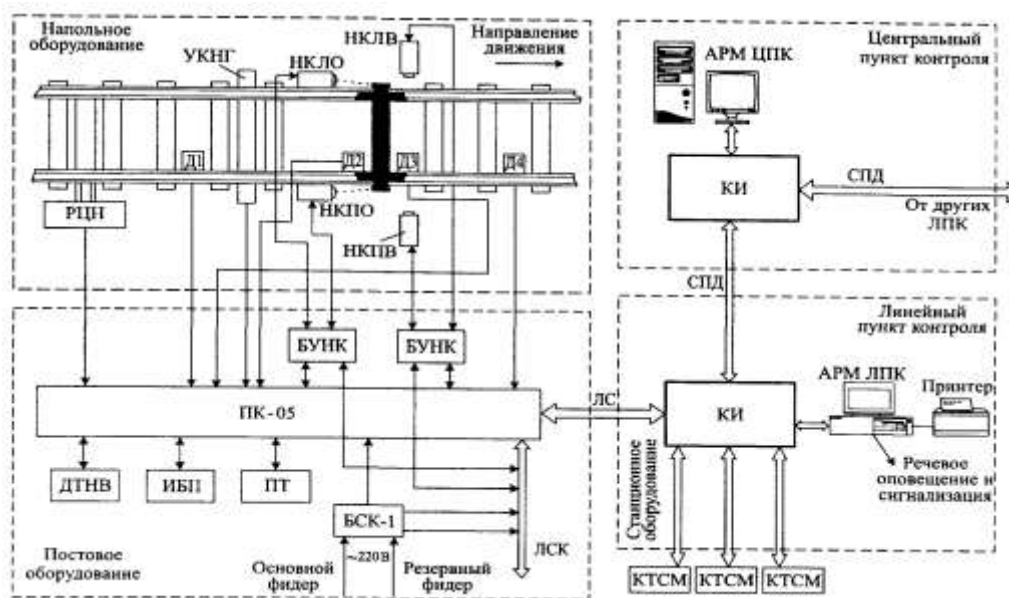 Напольное
оборудование
УКНГ
НКЛО
НКЛВ
Направление
движения
Д1
Д2
Д3
Д4
РЦН
НКПО
НКПВ
БУНК
БУНК
ПК-05
ДТНВ
ИБП
ПТ
БСК-1
~220В
Основной
фидер
Резервный
фидер
ЛСК
Постовое
оборудование
Центральный
пункт контроля
АРМ ЦПК
КИ
СПД
От других
ЛПК
СПД
Линейный
пункт контроля
АРМ ЛПК
Принтер
ЛС
КИ
Речевое
оповещение и
сигнализация
Станционное
оборудование
КТСМ
КТСМ
КТСМ